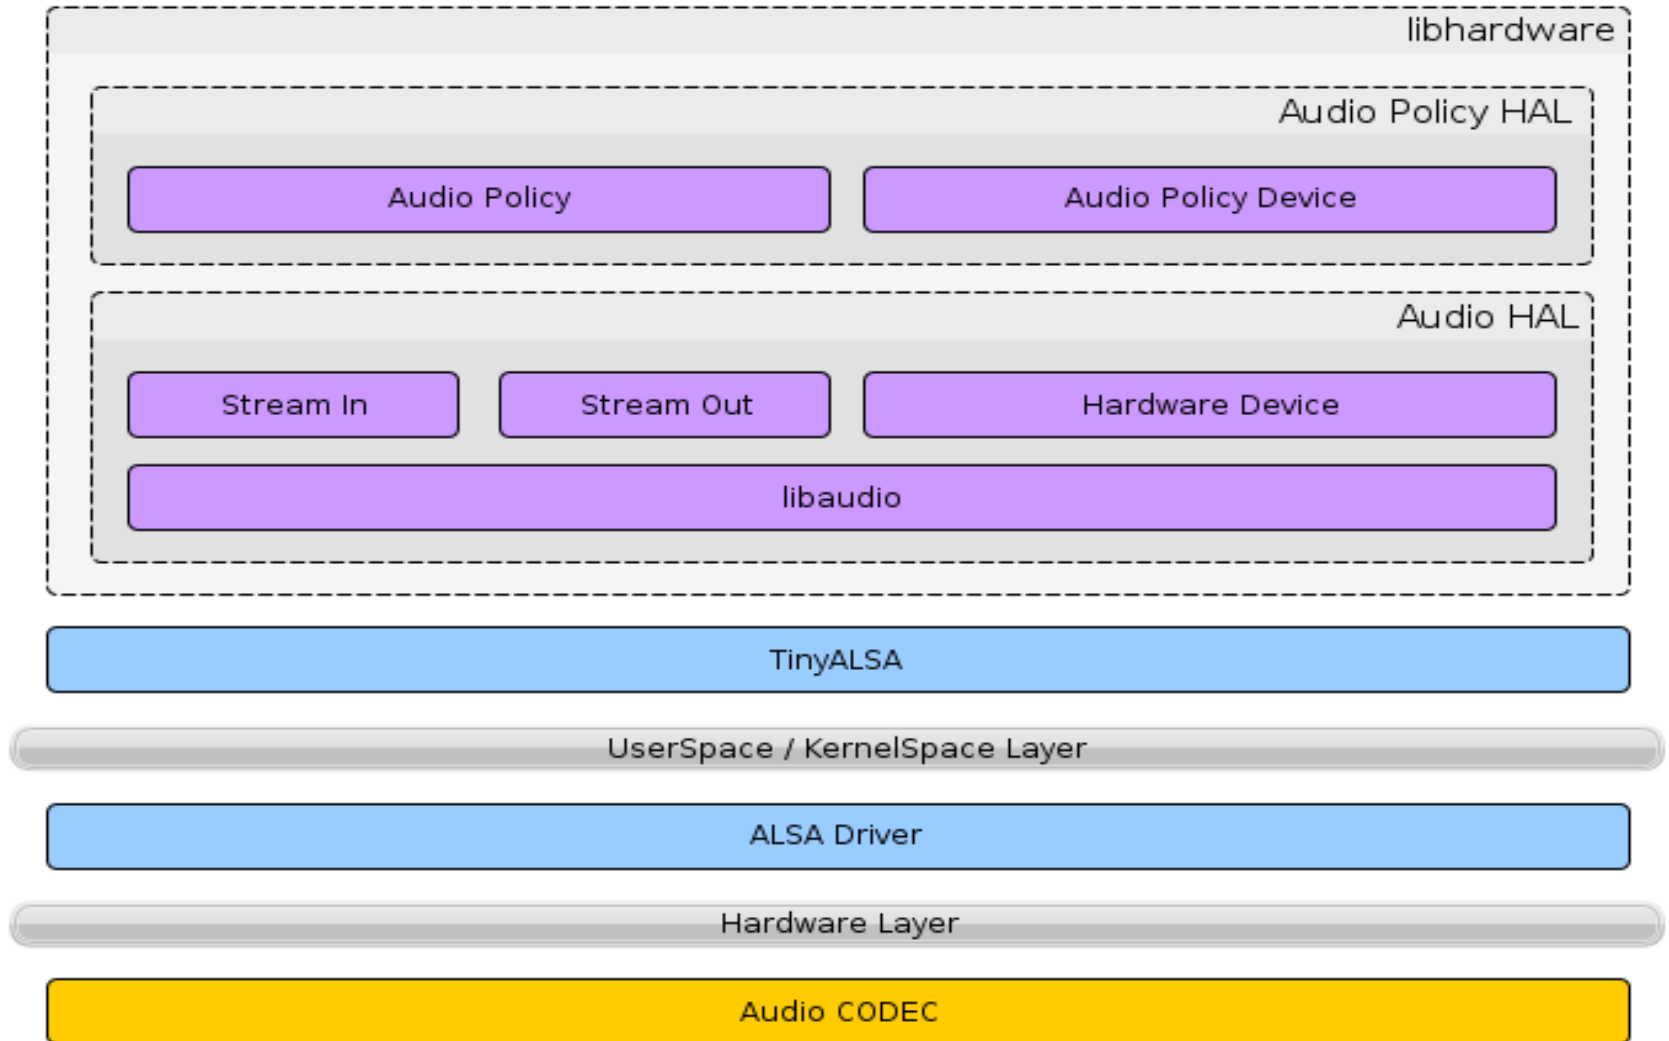 libhardware
Audio Policy HAL
Audio Policy
Audio Policy Device
Audio HAL
Stream In
Stream Out
Hardware Device
libaudio
TinyALSA
UserSpace / KernelSpace Layer
ALSA Driver
Hardware Layer
Audio CODEC